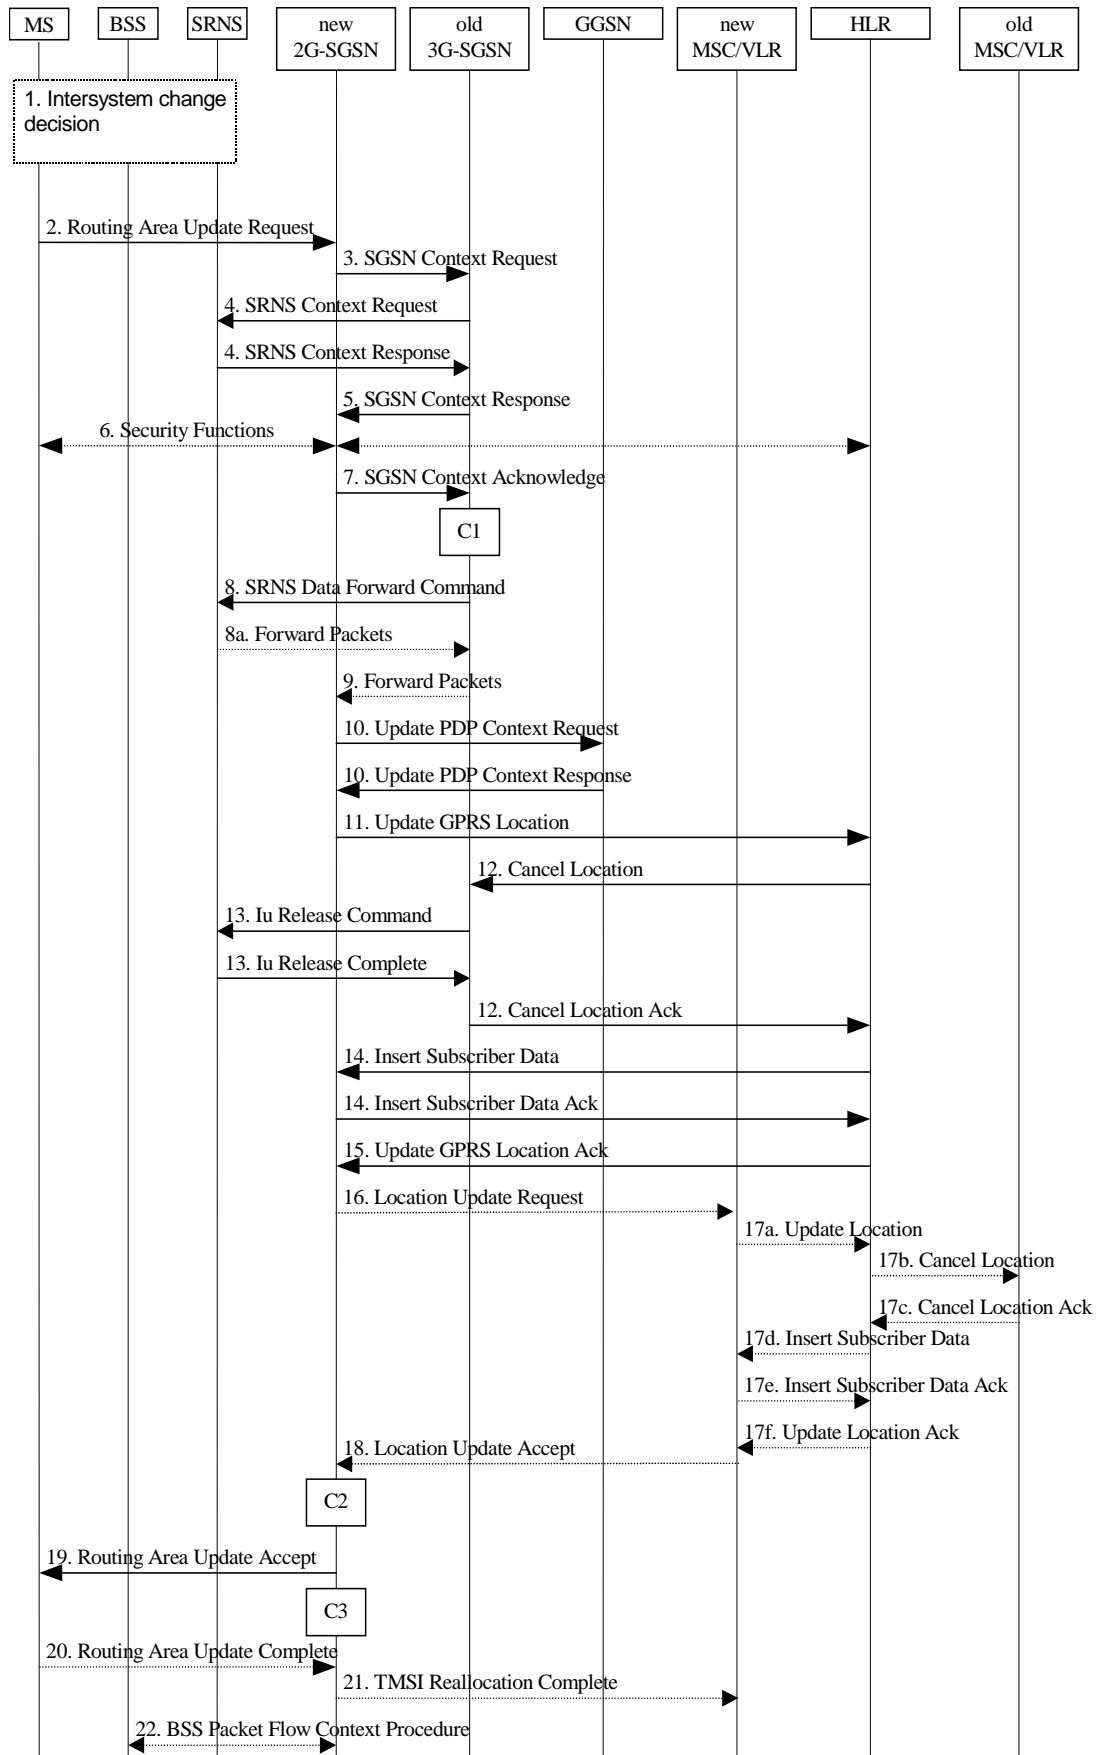 MS
BSS
SRNS
new
2G-SGSN
old
3G-SGSN
GGSN
new
MSC/VLR
HLR
old
MSC/VLR
1. Intersystem change
decision
2. Routing Area Update Request
3. SGSN Context Request
4. SRNS Context Request
4. SRNS Context Response
5. SGSN Context Response
6. Security Functions
7. SGSN Context Acknowledge
C1
8. SRNS Data Forward Command
8a. Forward Packets
9. Forward Packets
10. Update PDP Context Request
10. Update PDP Context Response
11. Update GPRS Location
12. Cancel Location
13. Iu Release Command
13. Iu Release Complete
12. Cancel Location Ack
14. Insert Subscriber Data
14. Insert Subscriber Data Ack
15. Update GPRS Location Ack
16. Location Update Request
17a. Update Location
17b. Cancel Location
17c. Cancel Location Ack
17d. Insert Subscriber Data
17e. Insert Subscriber Data Ack
17f. Update Location Ack
18. Location Update Accept
C2
19. Routing Area Update Accept
C3
20. Routing Area Update Complete
21. TMSI Reallocation Complete
22. BSS Packet Flow Context Procedure